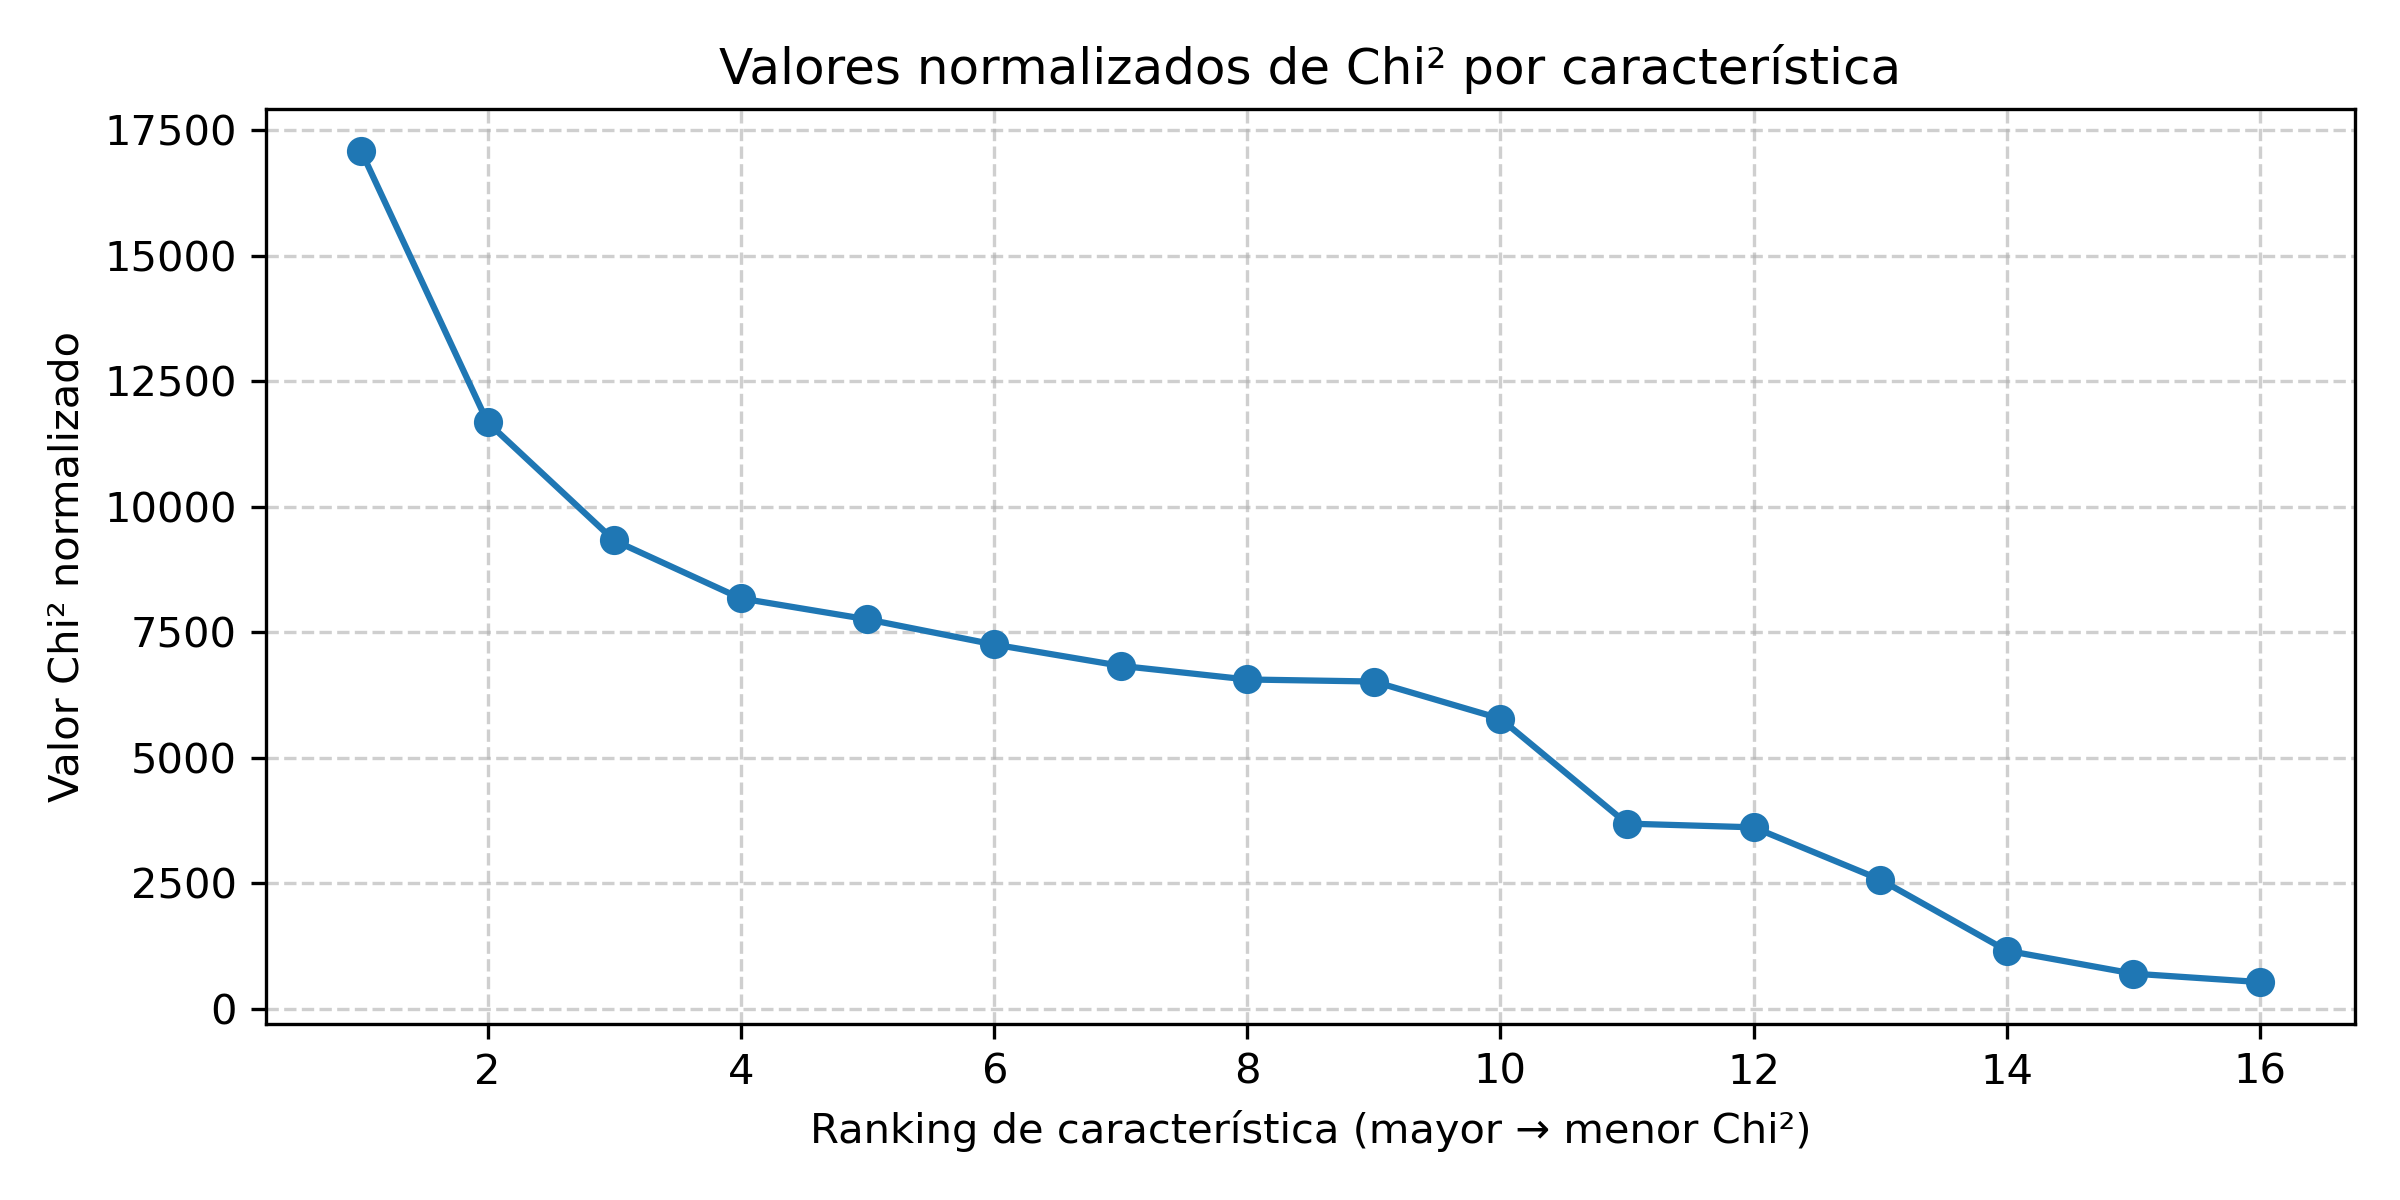 Valores normalizados de Chi² por característica
Valor Chi² normalizado
17500
15000
12500
10000
7500
5000
2500
0
2 4 6 8 10 12 14 16
Ranking de característica (mayor → menor Chi²)